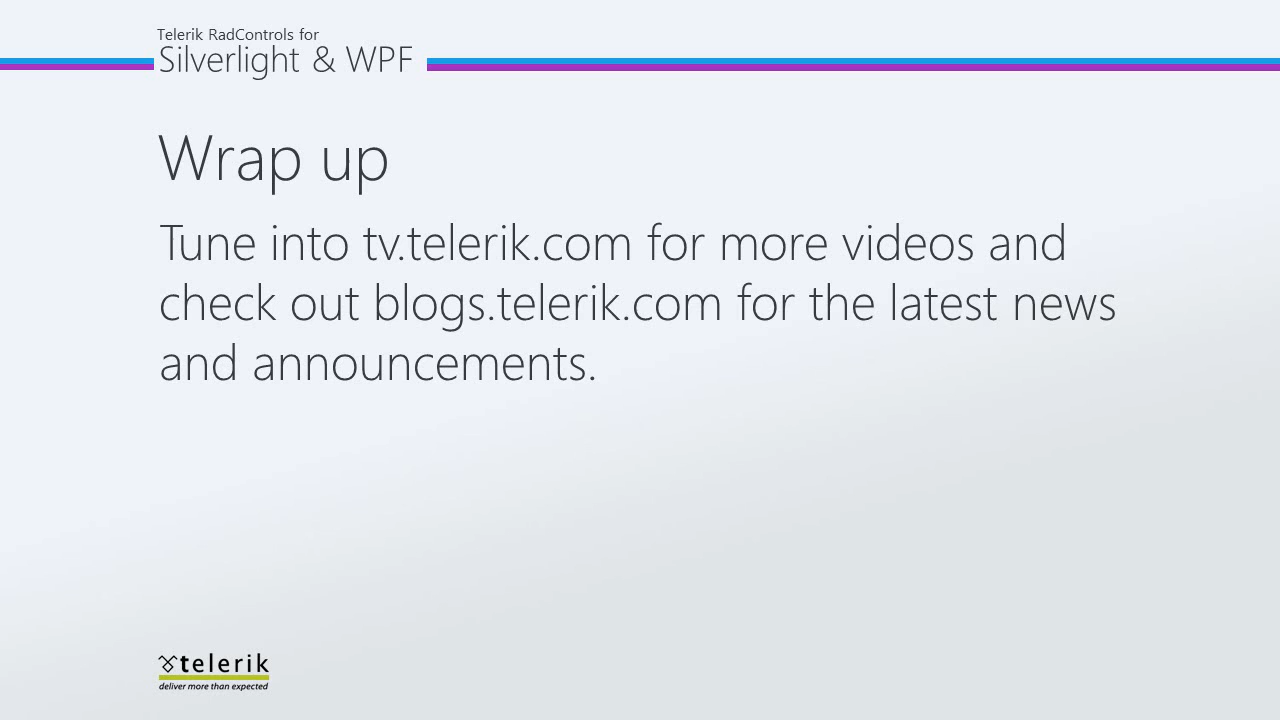 Telerik RadControls for
Silverlight & WPF
Wrap up
Tune into tv.telerik.com for more videos and
check out blogs.telerik.com for the latest news
and announcements.
telerik
deliver more than expected